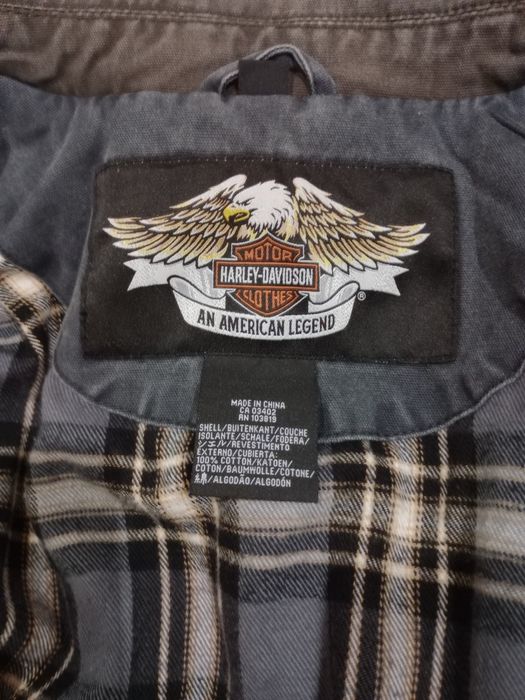 MOTOR
HARLEY-DAVIDSON
CLOTHES
®
AN AMERICAN LEGEND
MADE IN CHINA
CA 03402
RN 103819
SHELL/BUITENKANT/COUCHE
ISOLANTE/SCHALE/FODERA/
シェル/REVESTIMENTO
EXTERNO/CUBIERTA:
100% COTTON/KATOEN/
COTON/BAUMWOLLE/COTONE/
綿/ALGODÃO/ALGODÓN